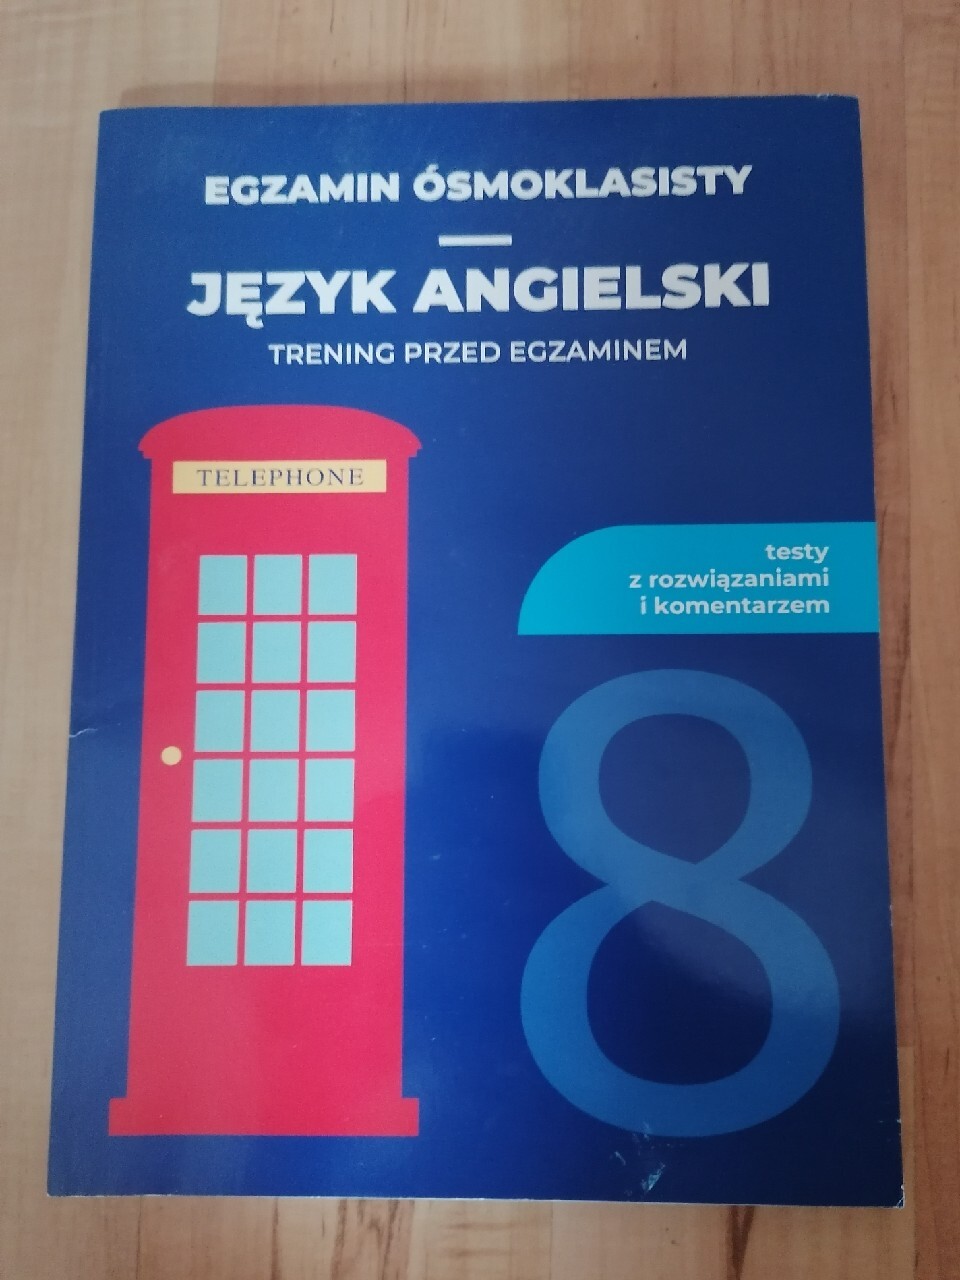 EGZAMIN ÓSMOKLASISTY
JĘZYK ANGIELSKI
TRENING PRZED EGZAMINEM
TELEPHONE
testy
z rozwiązaniami
i komentarzem
8